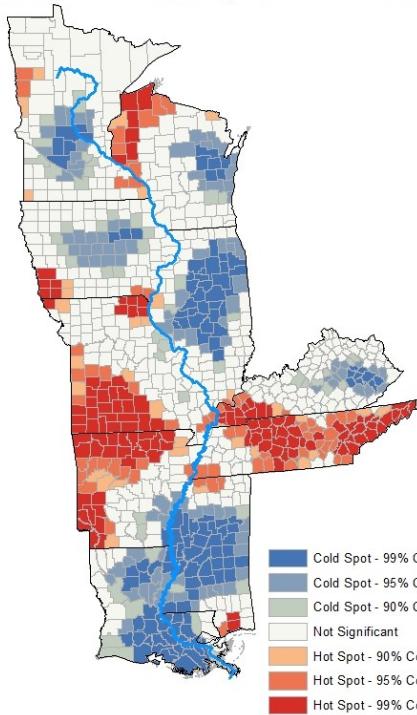 Cold Spot - 99% C
Cold Spot - 95% C
Cold Spot - 90% C
Not Significant
Hot Spot - 90% Co
Hot Spot - 95% Co
Hot Spot - 99% Co